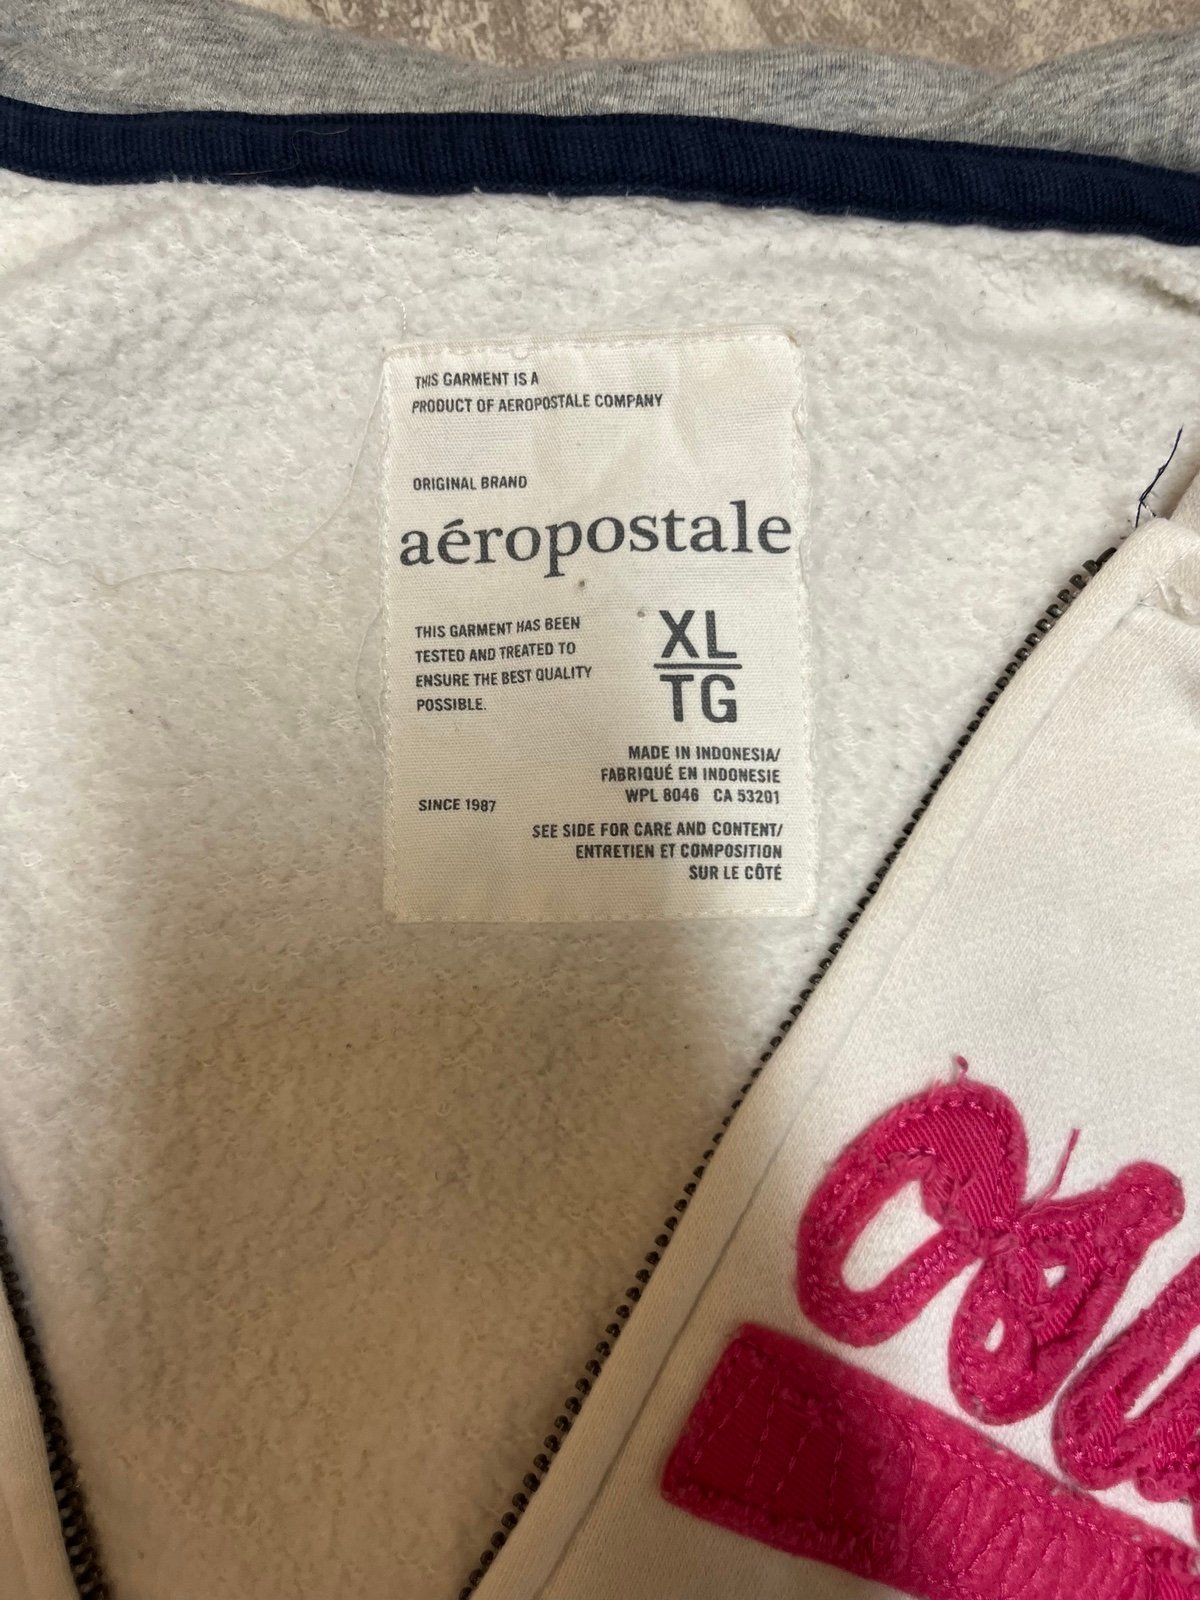 THIS GARMENT IS A
PRODUCT OF AEROPOSTALE COMPANY
ORIGINAL BRAND
aéropostale
THIS GARMENT HAS BEEN
TESTED AND TREATED TO
ENSURE THE BEST QUALITY
POSSIBLE.
XL
TG
MADE IN INDONESIA/
FABRIQUÉ EN INDONESIE
WPL 8046 CA 53201
SINCE 1987
SEE SIDE FOR CARE AND CONTENT/
ENTRETIEN ET COMPOSITION
SUR LE CÔTÉ